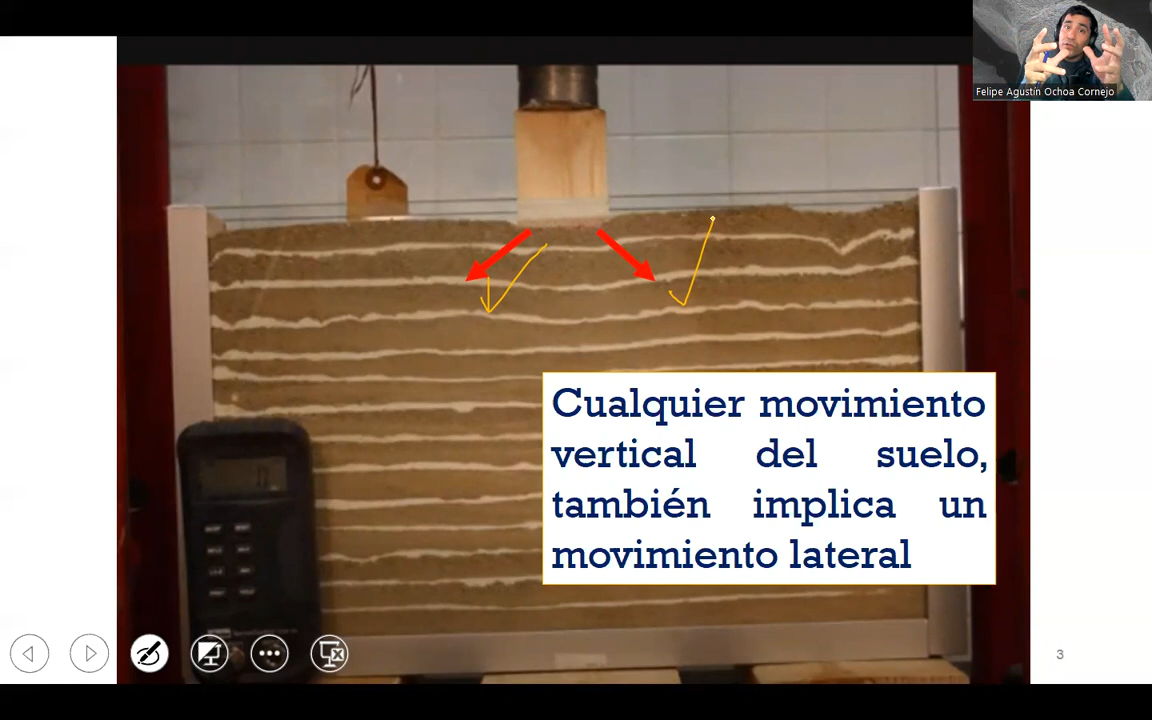 Felipe Agustín Ochoa Cornejo
Cualquier movimiento
vertical del suelo,
también implica un
movimiento lateral
3